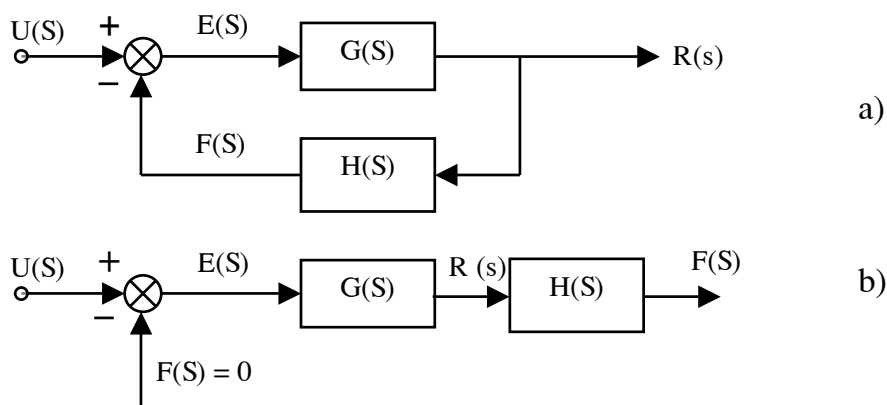 U(S)
+
E(S)
G(S)
R(s)
−
a)
F(S)
H(S)
U(S)
+
E(S)
G(S)
R (s)
H(S)
F(S)
b)
−
F(S) = 0